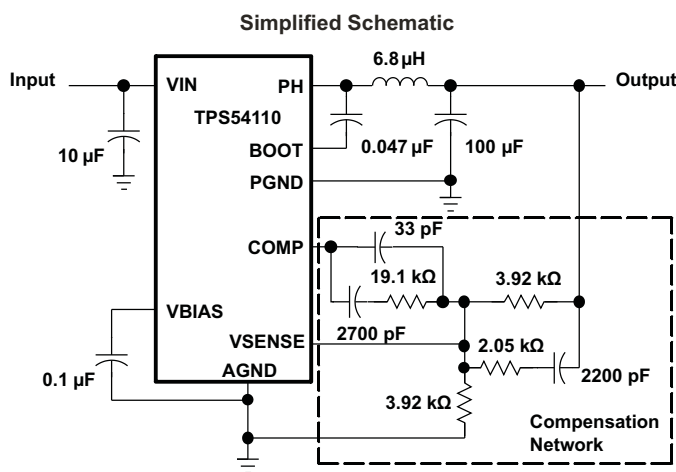 Simplified Schematic
6.8 µH
Input
VIN
PH
Output
TPS54110
10 µF
BOOT
0.047 µF
100 µF
PGND
COMP
33 pF
19.1 kΩ
3.92 kΩ
VBIAS
2700 pF
VSENSE
2.05 kΩ
0.1 µF
AGND
2200 pF
3.92 kΩ
Compensation
Network